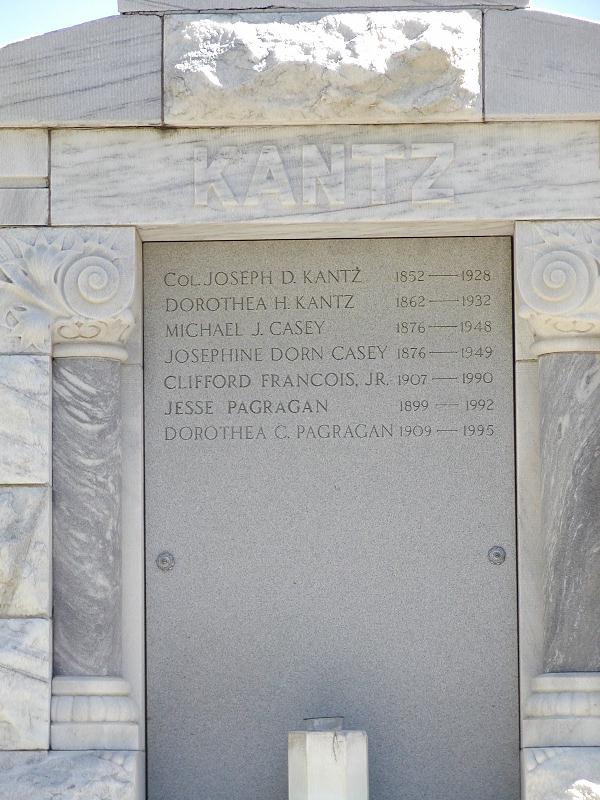 KANTZ
COL. JOSEPH D. KANTZ 1852 — 1928
DOROTHEA H. KANTZ 1862 — 1932
MICHAEL J. CASEY 1876 — 1948
JOSEPHINE DORN CASEY 1876 — 1949
CLIFFORD FRANCOIS, JR. 1907 — 1990
JESSE PAGRAGAN 1899 — 1992
DOROTHEA C. PAGRAGAN 1909 — 1995